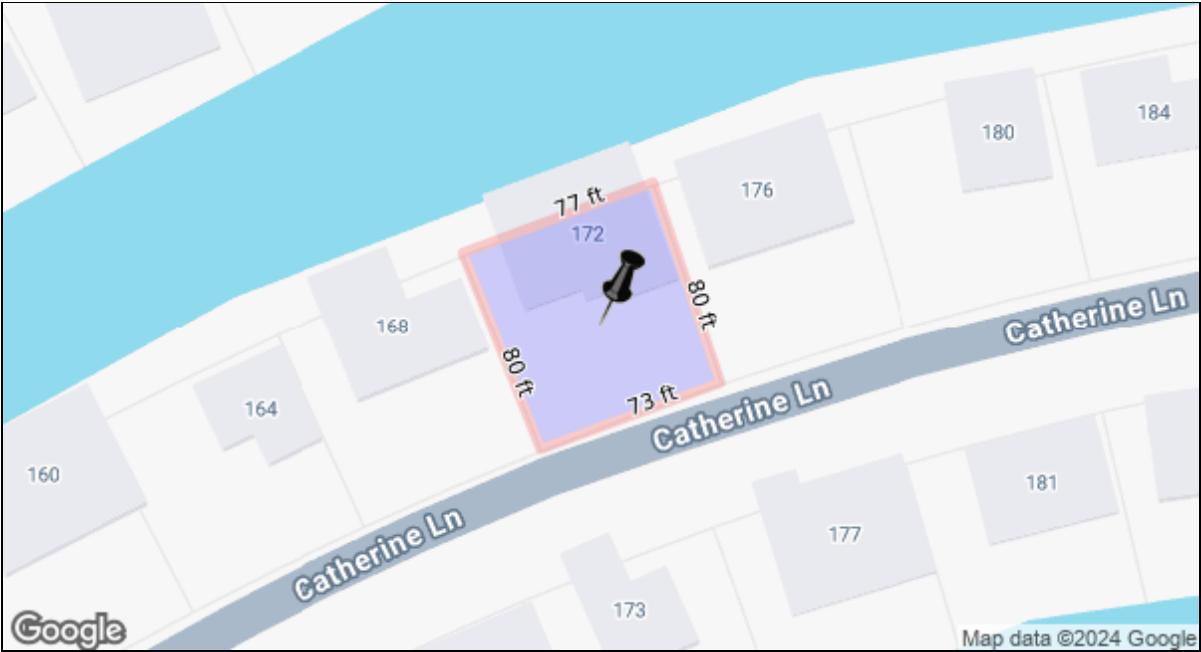 184
180
176
77 ft
172
80 ft
Catherine Ln
168
80 ft
73 ft
Catherine Ln
164
160
181
177
Catherine Ln
173
Google
Map data ©2024 Google